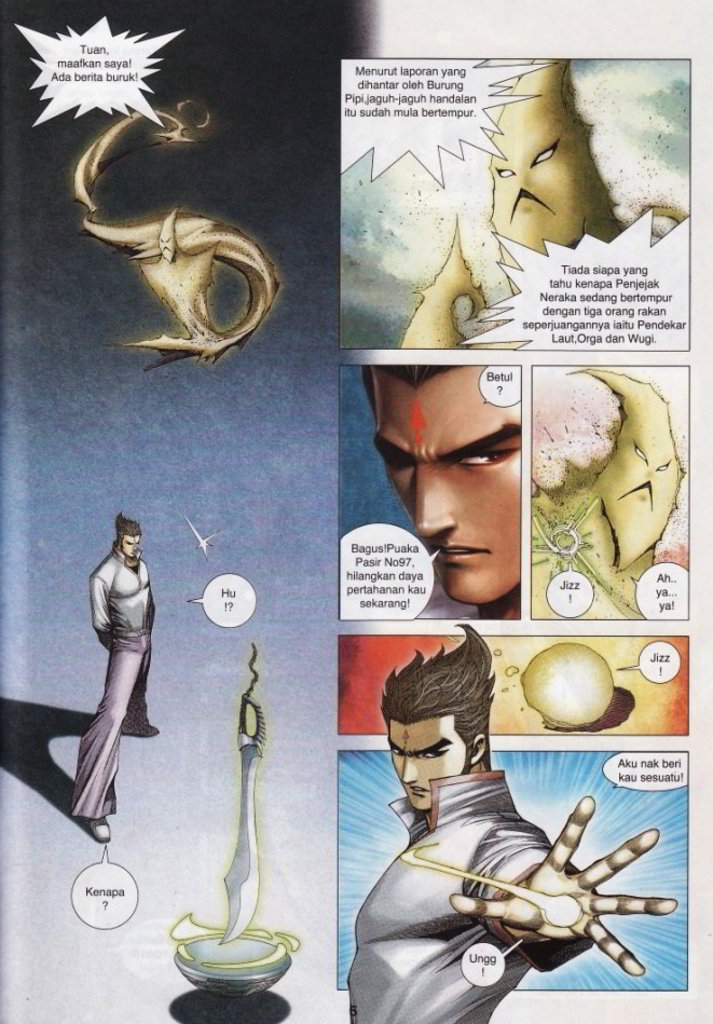 Tuan,
maafkan saya!
Ada berita buruk!
Hu
!?
Kenapa
?
Menurut laporan yang
dihantar oleh Burung
Pipi,jaguh-jaguh handalan
itu sudah mula bertempur.
Tiada siapa yang
tahu kenapa Penjejak
Neraka sedang bertempur
dengan tiga orang rakan
seperjuangannya iaitu Pendekar
Laut,Orga dan Wugi.
Betul
?
Bagus!Puaka
Pasir No97,
hilangkan daya
pertahanan kau
sekarang!
Jizz
!
Ah..
ya...
ya!
Jizz
!
Aku nak beri
kau sesuatu!
Ungg
!